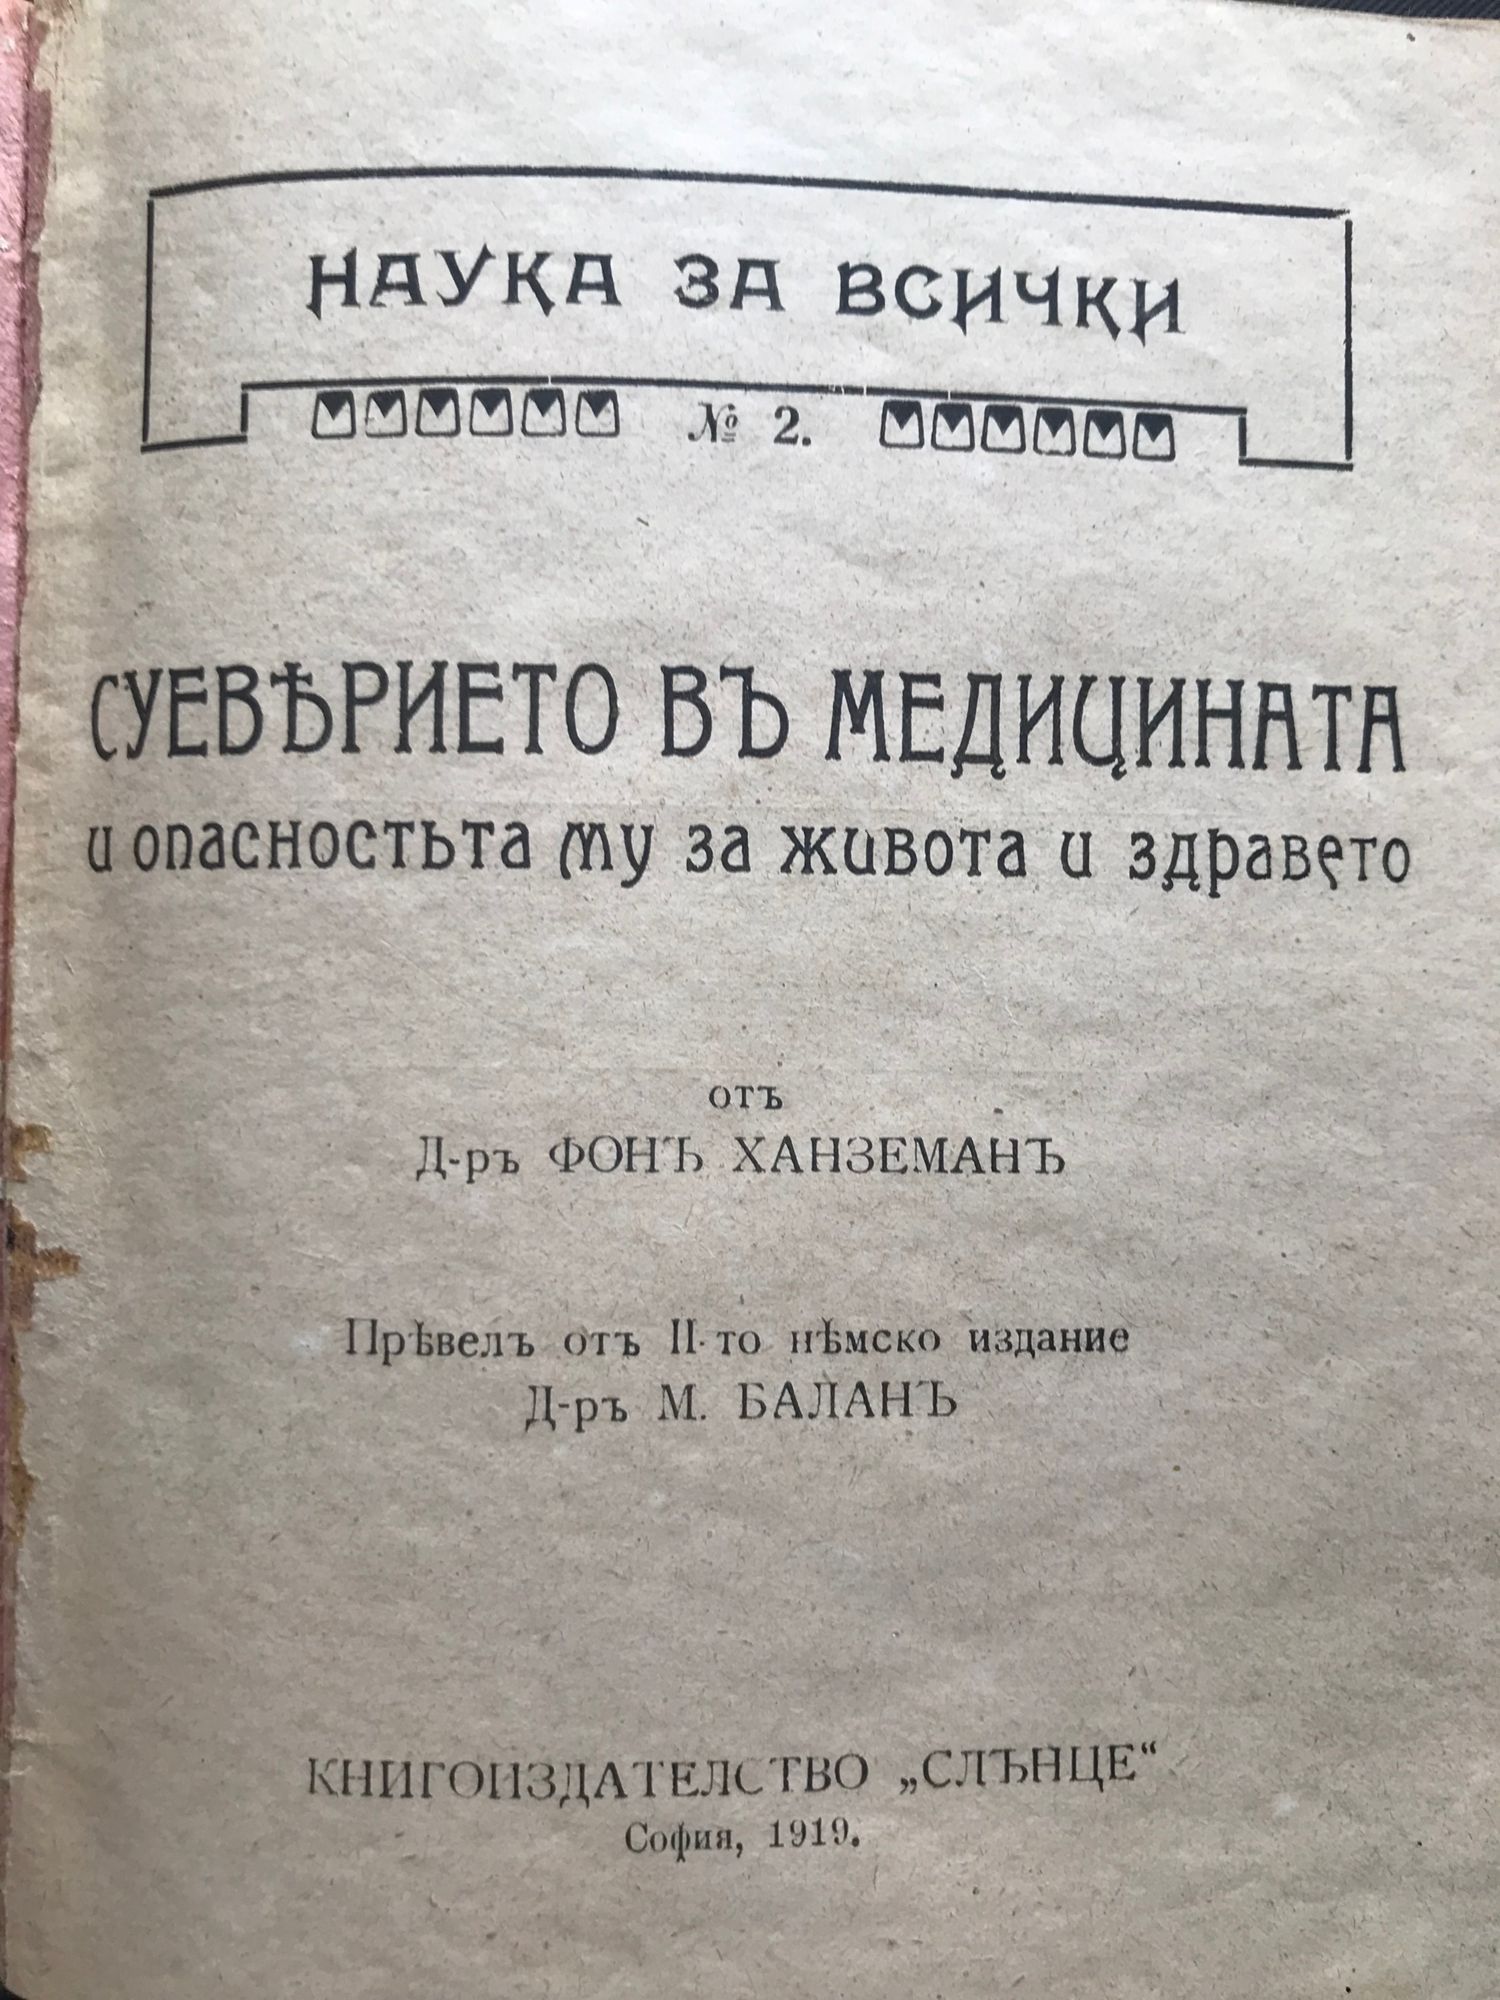 НАУКА ЗА ВСИЧКИ
№ 2.
СУЕВѢРИЕТО ВЪ МЕДИЦИНАТА
и опасностьта му за живота и здравето
отъ
Д-ръ ФОНЪ ХАНЗЕМАНЪ
Прѣвелъ отъ II-то нѣмско издание
Д-ръ М. БАЛАНЪ
КНИГОИЗДАТЕЛСТВО „СЛЪНЦЕ“
София, 1919.